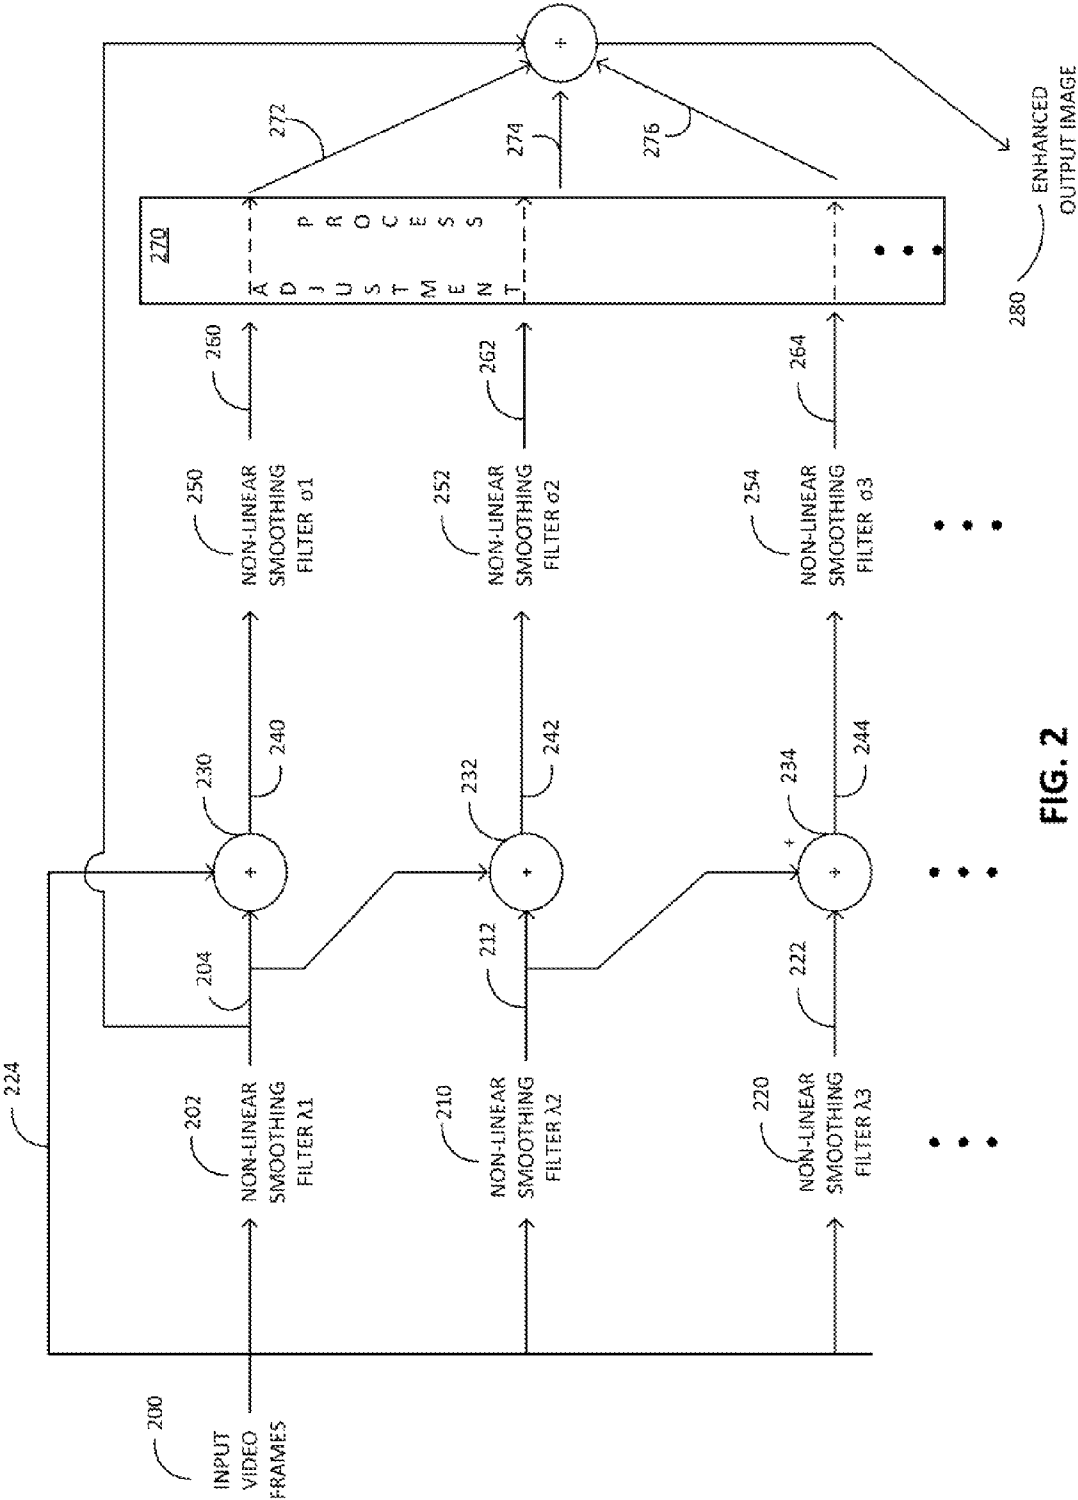 200
INPUT
VIDEO
FRAMES
224
202
NON-LINEAR
SMOOTHING
FILTER λ1
204
230
÷
240
250
NON-LINEAR
SMOOTHING
FILTER σ1
260
210
NON-LINEAR
SMOOTHING
FILTER λ2
212
232
+
242
252
NON-LINEAR
SMOOTHING
FILTER σ2
262
220
NON-LINEAR
SMOOTHING
FILTER λ3
222
234
+
÷
244
254
NON-LINEAR
SMOOTHING
FILTER σ3
264
270
ADJUSTMENT
PROCESS
272
274
276
÷
280
ENHANCED
OUTPUT IMAGE
FIG. 2